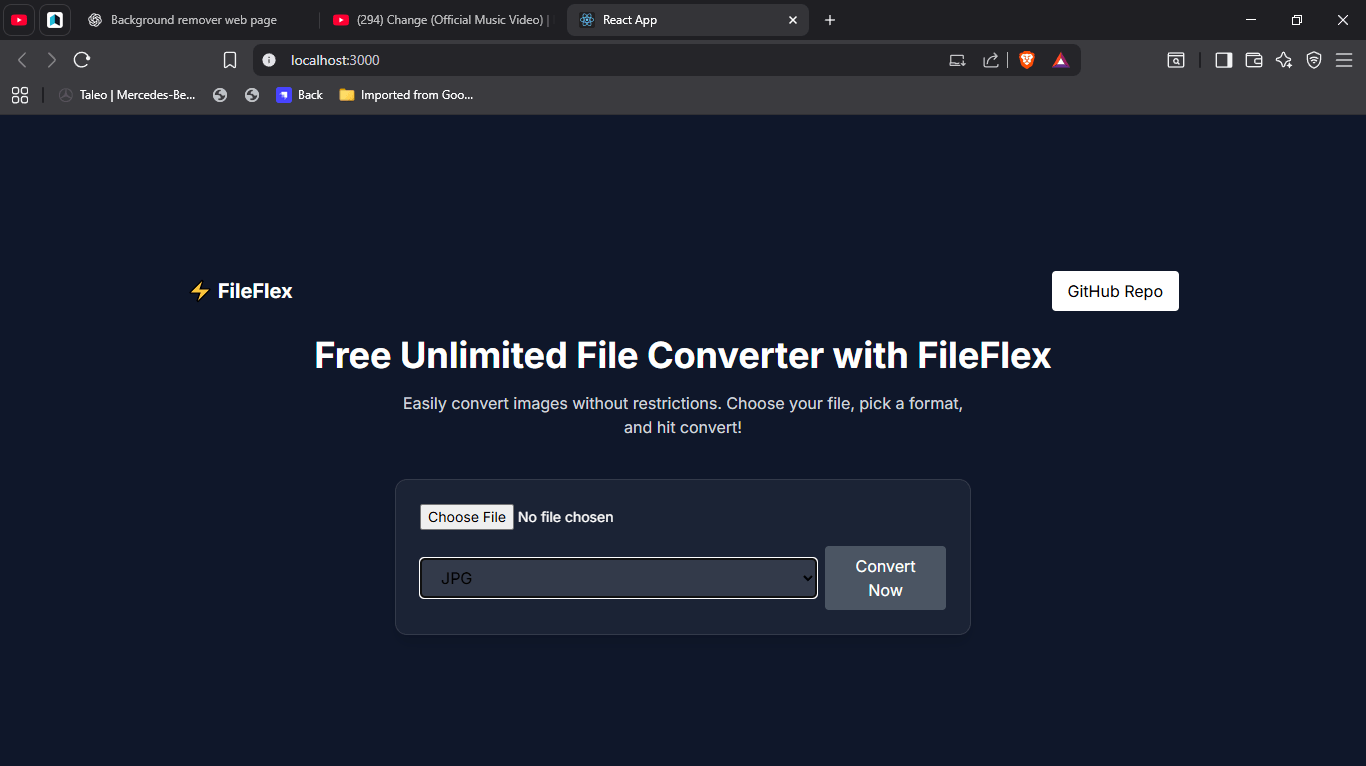 Background remover web page
(294) Change (Official Music Video) |
React App
localhost:3000
Taleo | Mercedes-Be...
Back
Imported from Goo...
⚡ FileFlex
GitHub Repo
Free Unlimited File Converter with FileFlex
Easily convert images without restrictions. Choose your file, pick a format,
and hit convert!
Choose File No file chosen
JPG
Convert
Now